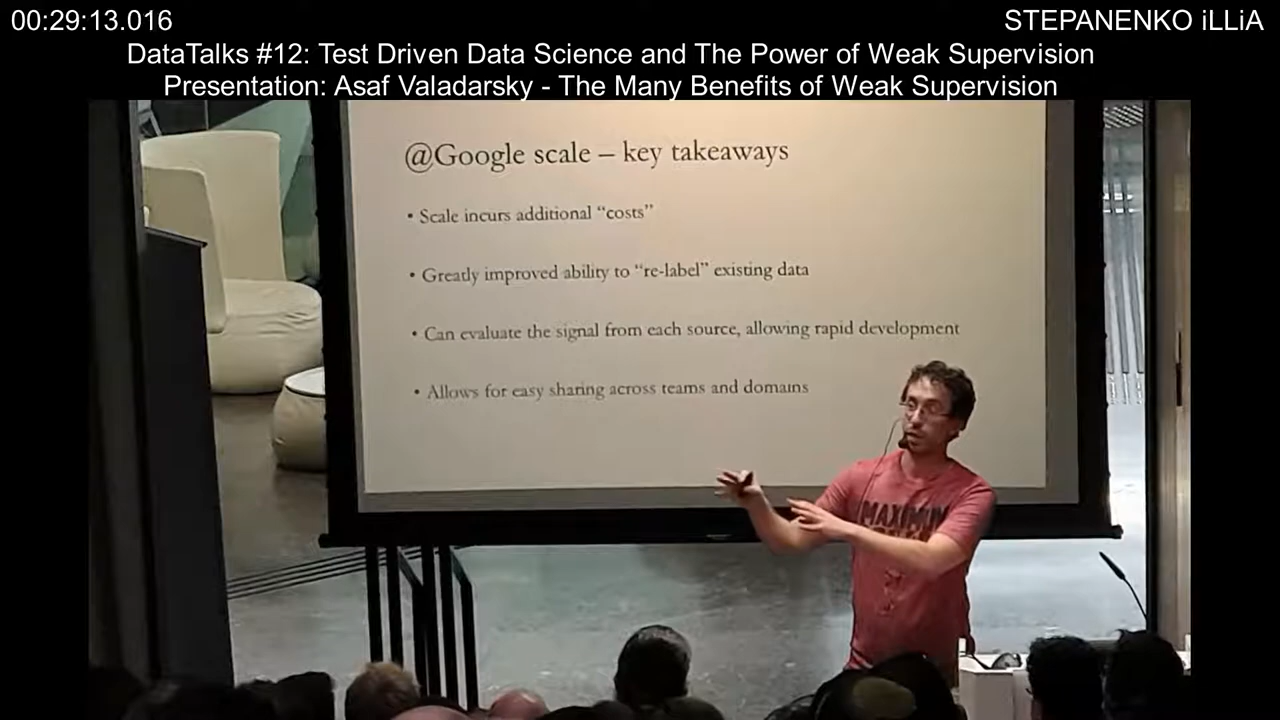 00:29:13.016
STEPANENKO iLLiA
DataTalks #12: Test Driven Data Science and The Power of Weak Supervision
Presentation: Asaf Valadarsky - The Many Benefits of Weak Supervision
@Google scale – key takeaways
• Scale incurs additional “costs”
• Greatly improved ability to “re-label” existing data
• Can evaluate the signal from each source, allowing rapid development
• Allows for easy sharing across teams and domains
MAXIMUM